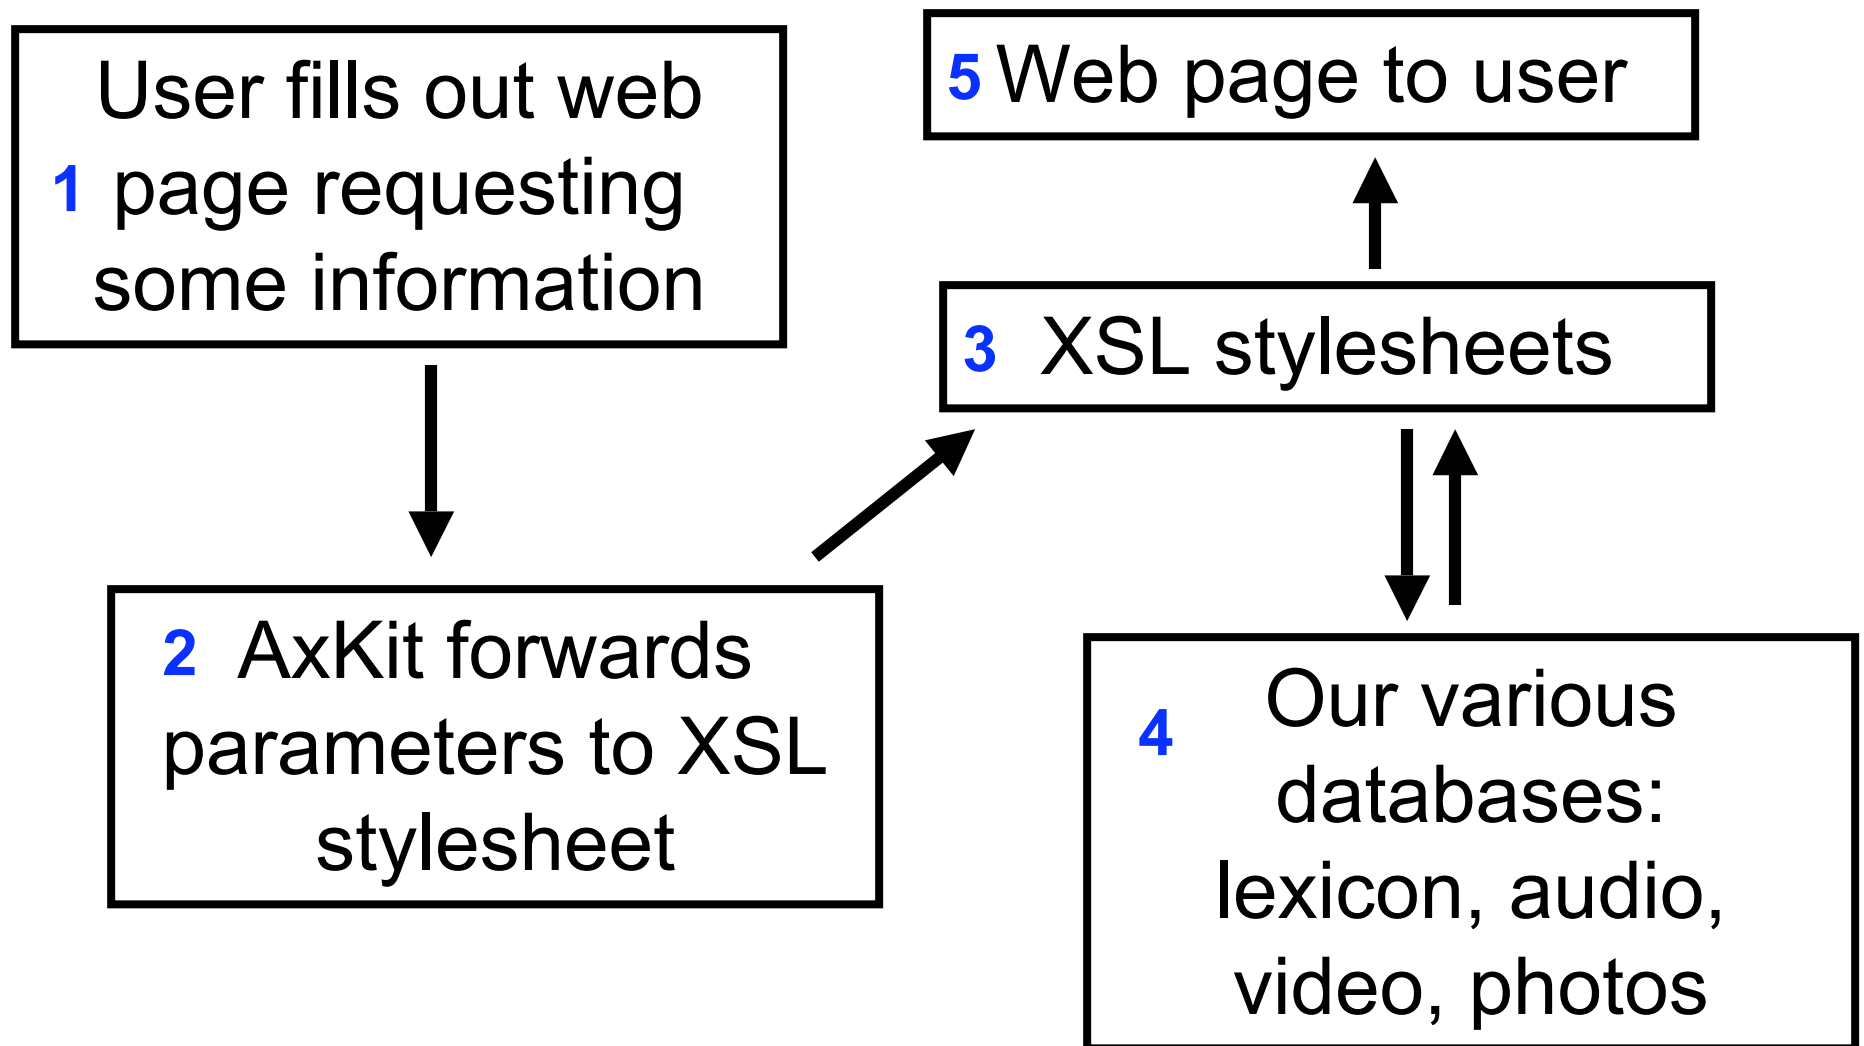 User fills out web
1 page requesting
some information
2 AxKit forwards
parameters to XSL
stylesheet
3 XSL stylesheets
4 Our various
databases:
lexicon, audio,
video, photos
5 Web page to user